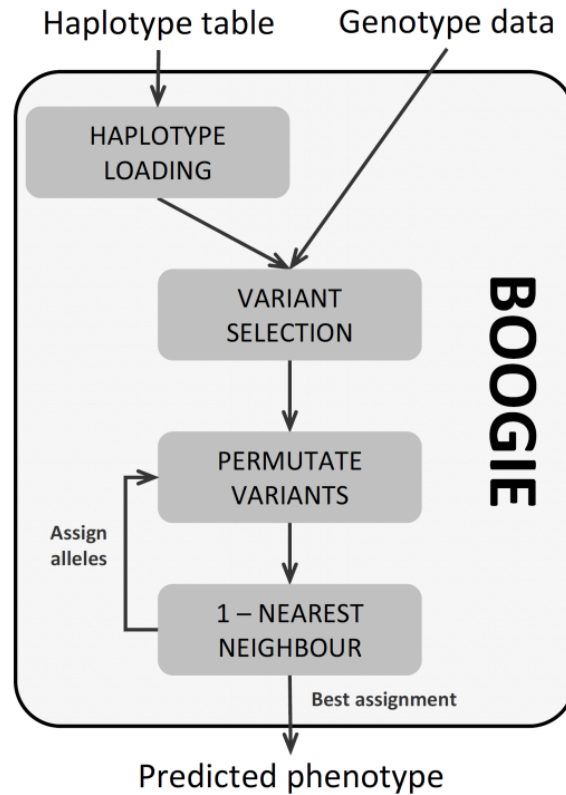 Haplotype table
Genotype data
HAPLOTYPE
LOADING
VARIANT
SELECTION
BOOGIE
PERMUTATE
VARIANTS
Assign
alleles
1 – NEAREST
NEIGHBOUR
Best assignment
Predicted phenotype